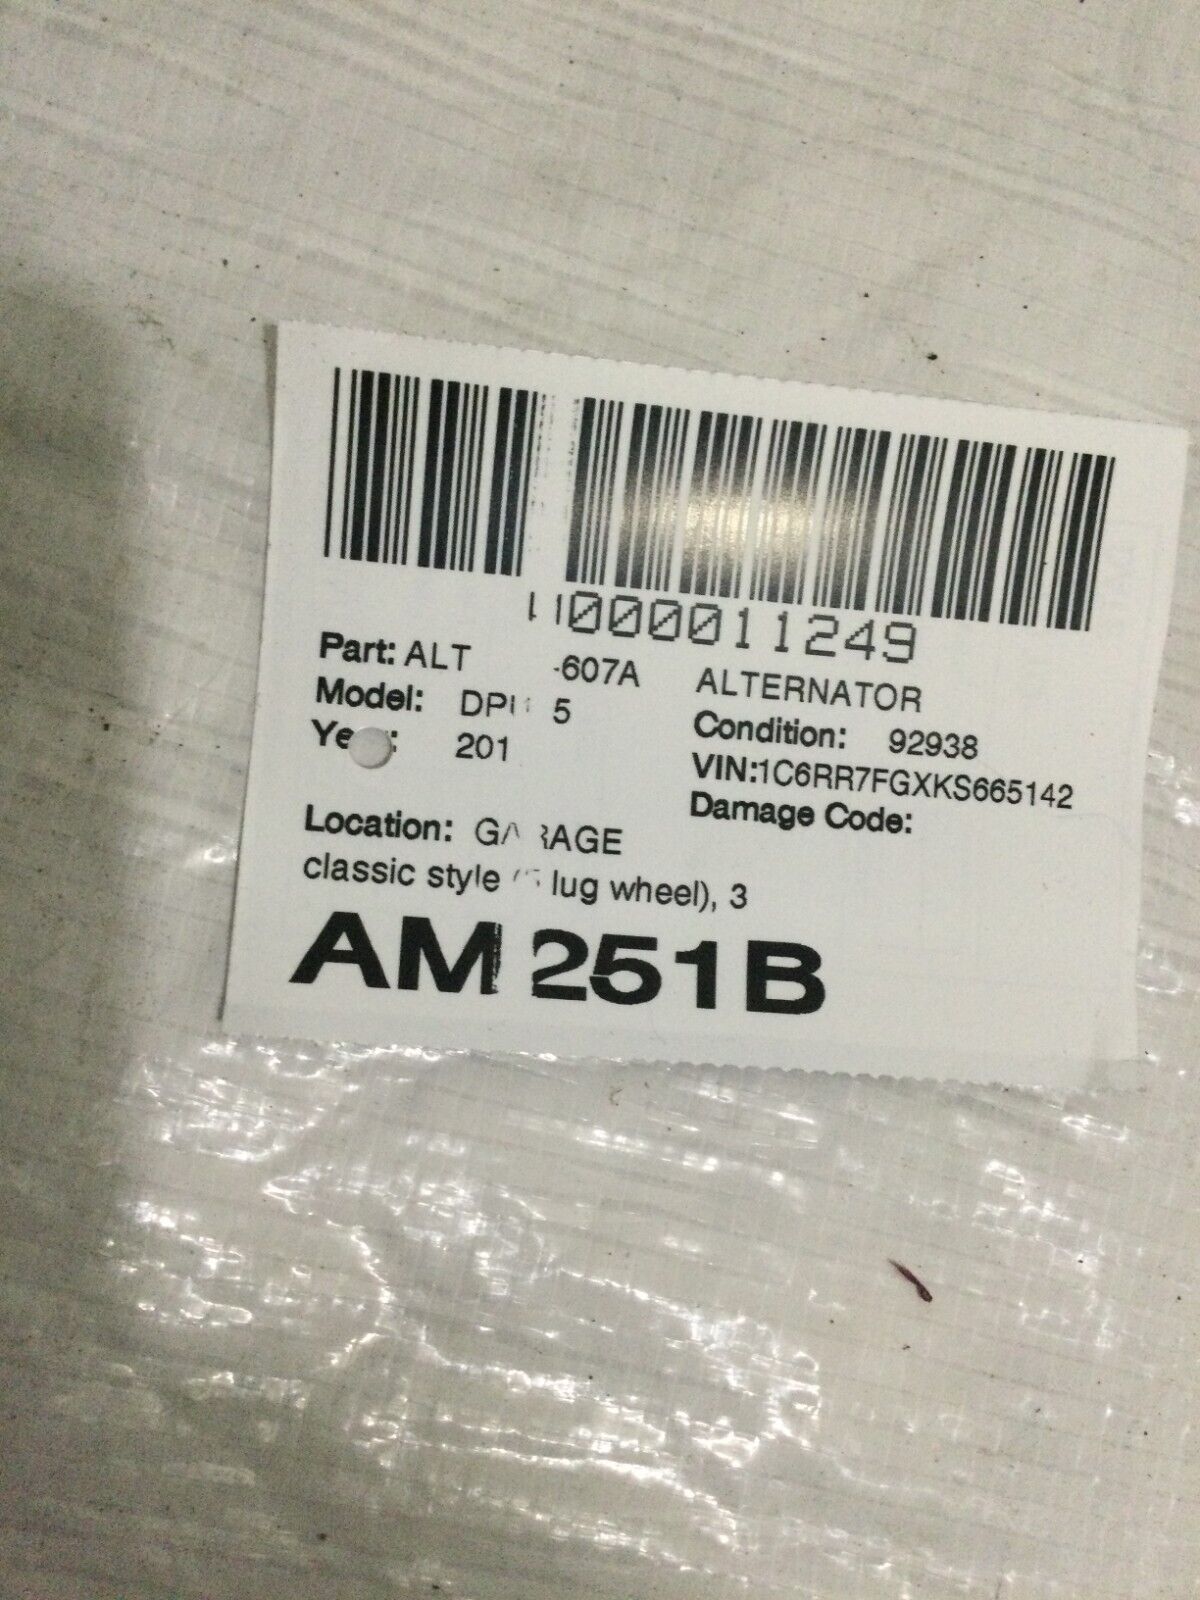 000011249
Part: ALT -607A ALTERNATOR
Model: 5 Condition: 92938
201 VIN:1C6RR7FGXKS665142
Damage Code:
Location: GARAGE
classic style lug wheel), 3
AM 251B